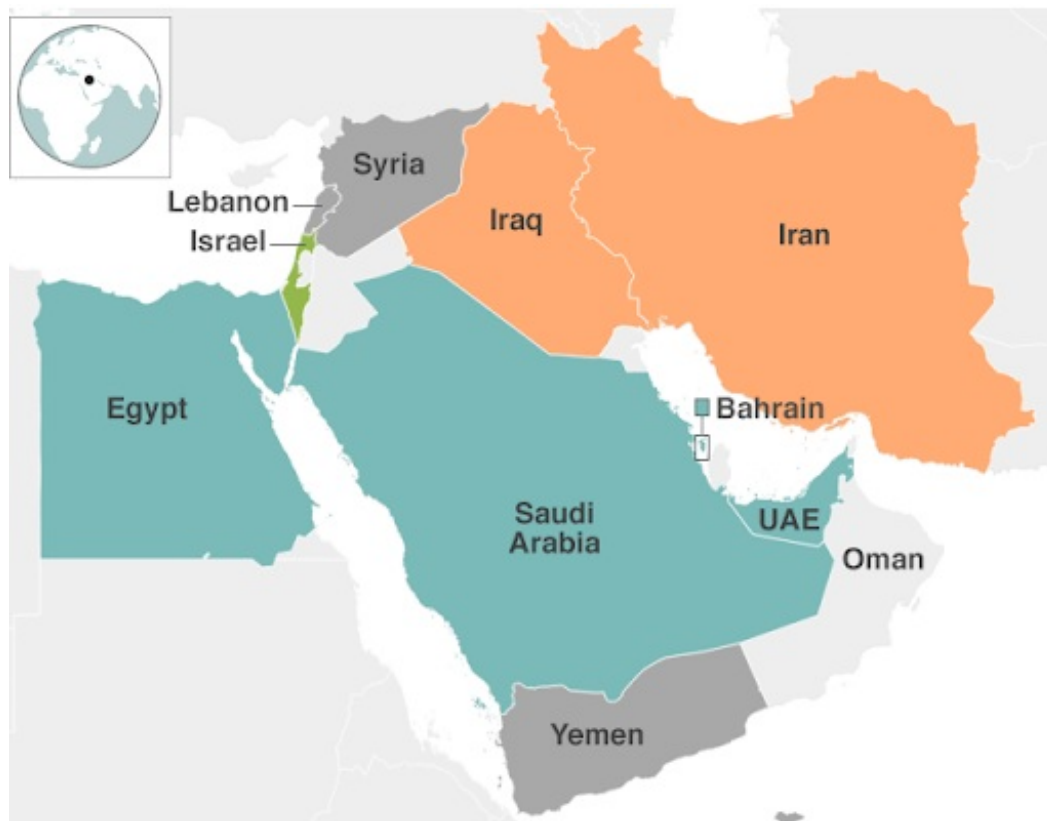 Syria
Lebanon
Israel
Iraq
Iran
Egypt
Bahrain
Saudi
Arabia
UAE
Oman
Yemen